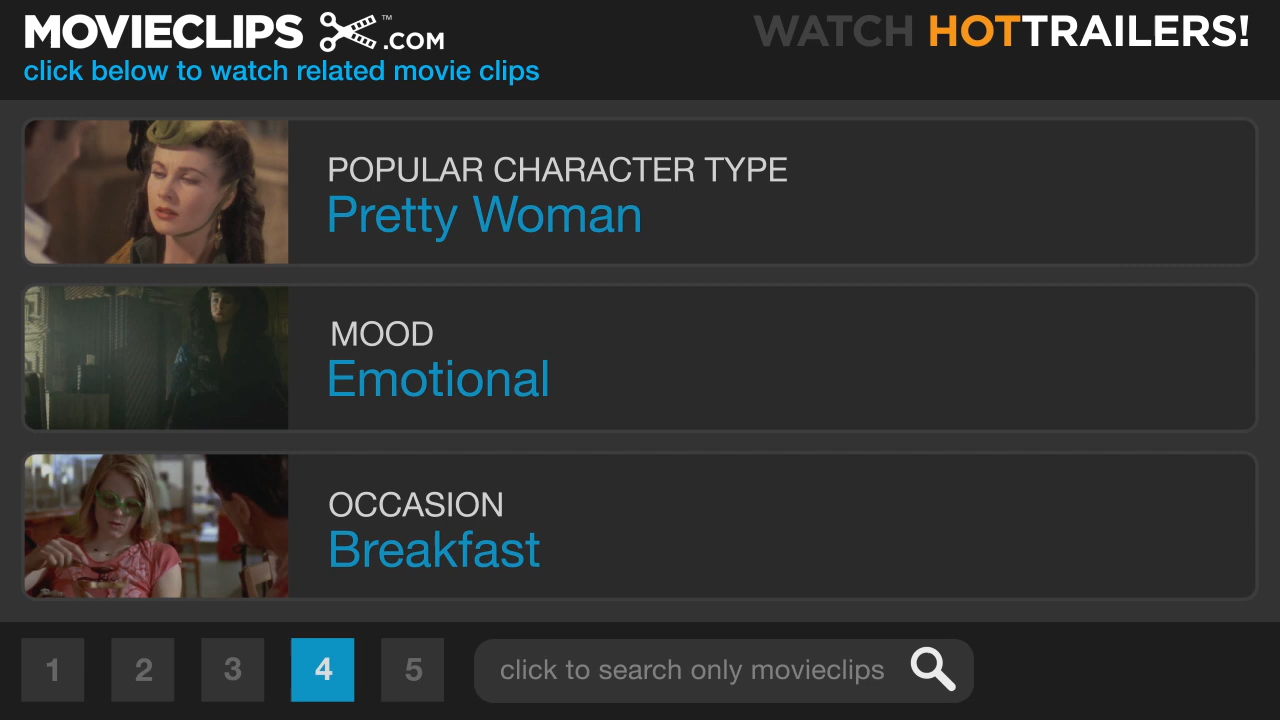 MOVIECLIPS ™ .COM
WATCH HOTTRAILERS!
click below to watch related movie clips
POPULAR CHARACTER TYPE
Pretty Woman
MOOD
Emotional
OCCASION
Breakfast
1 2 3 4 5
click to search only movieclips